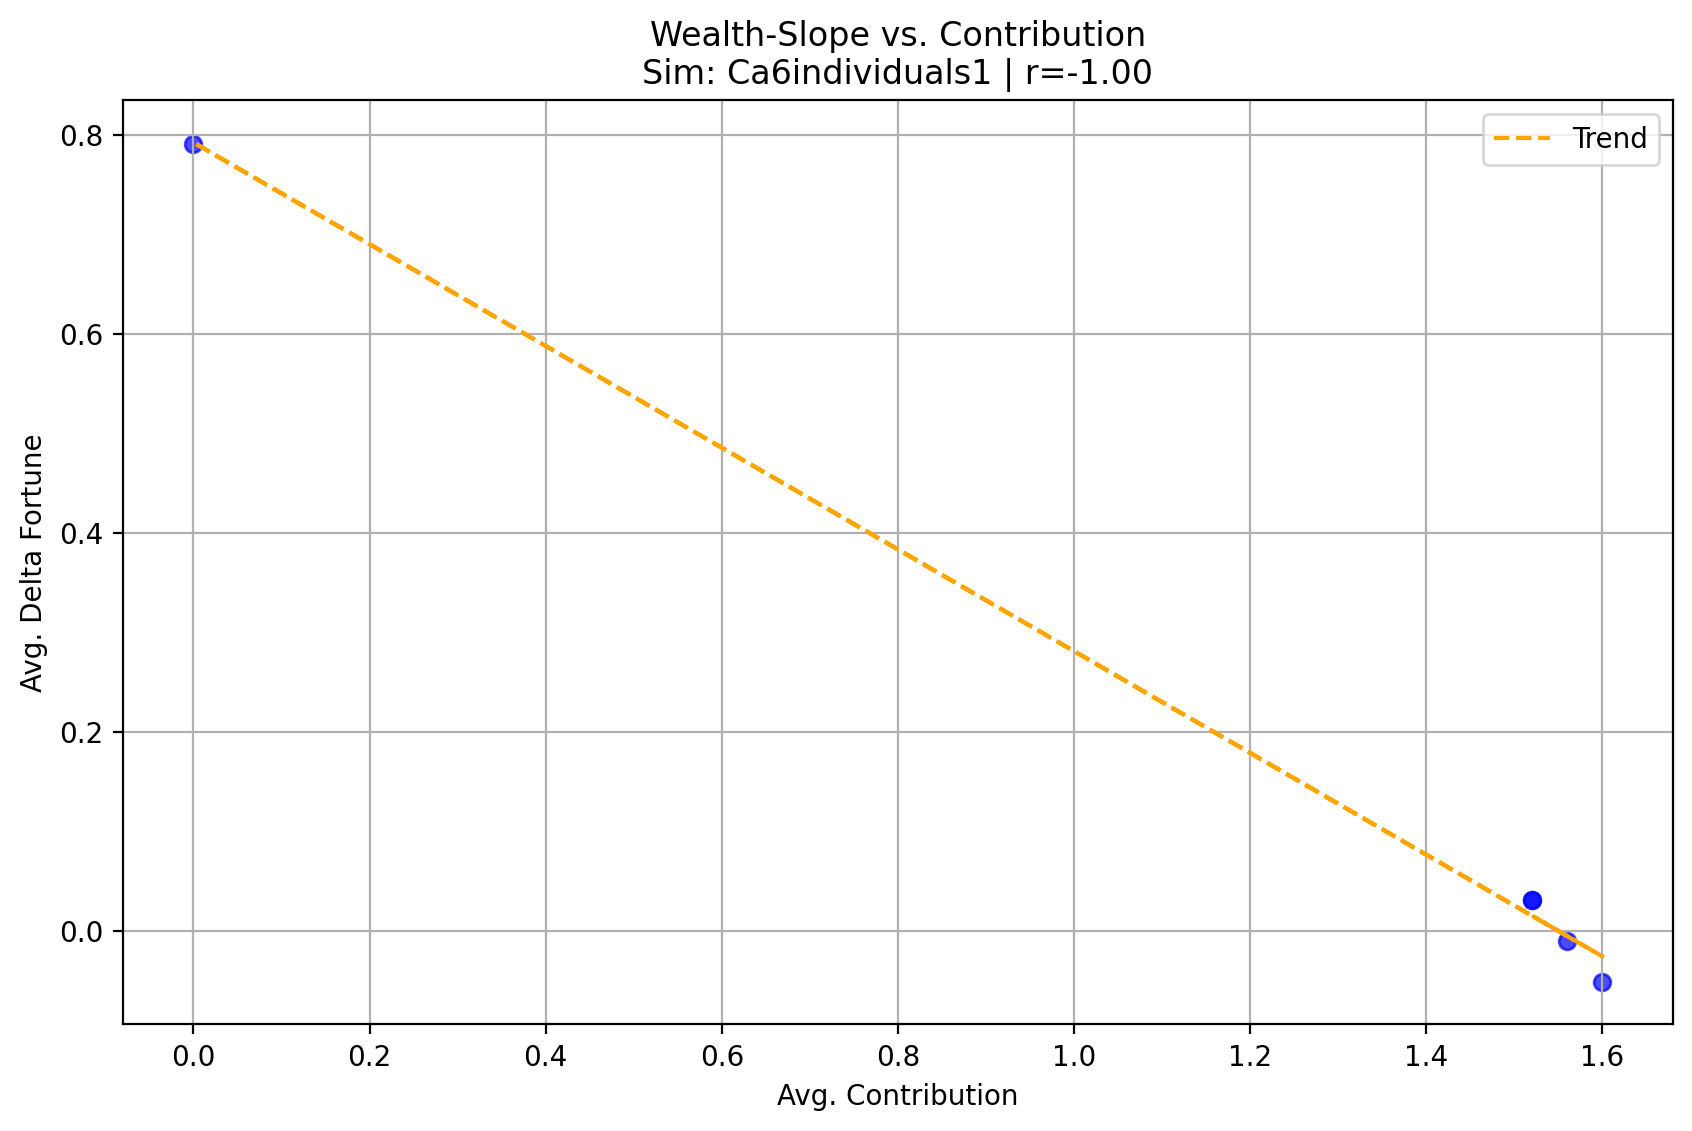 Wealth-Slope vs. Contribution
Sim: Ca6individuals1 | r=-1.00
Trend
Avg. Delta Fortune
0.8
0.6
0.4
0.2
0.0
0.0 0.2 0.4 0.6 0.8 1.0 1.2 1.4 1.6
Avg. Contribution